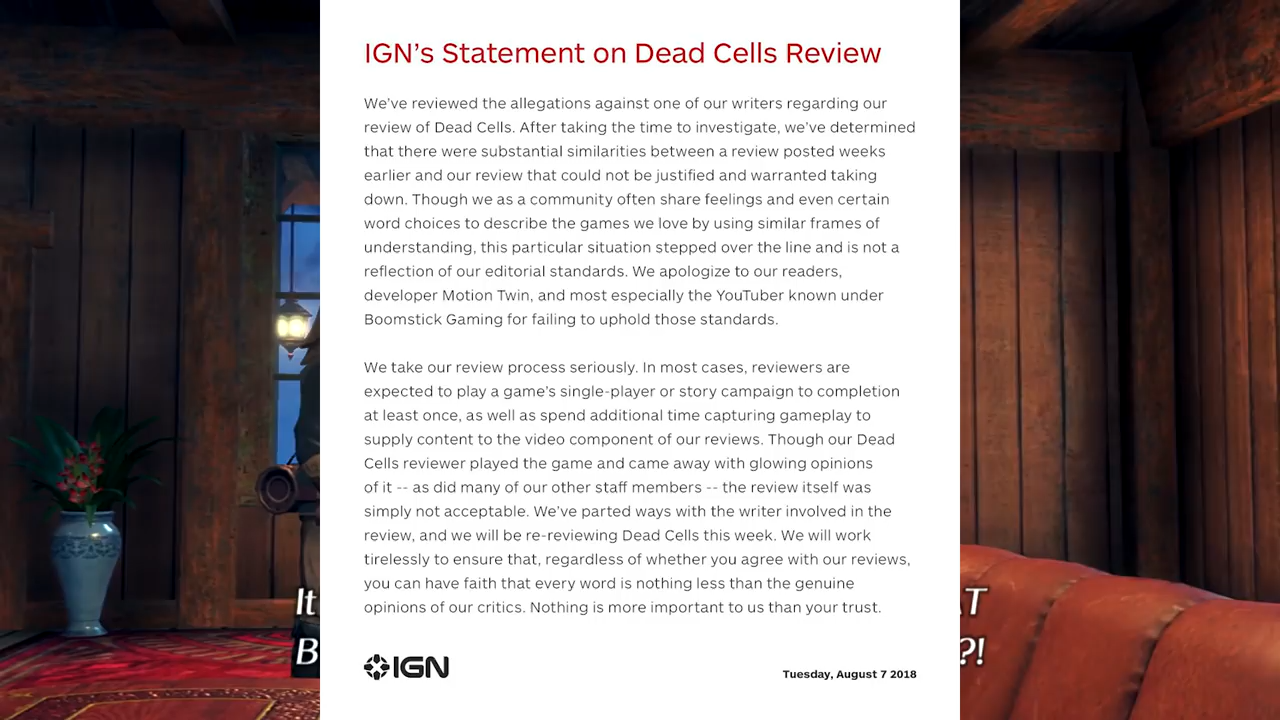 IGN’s Statement on Dead Cells Review
We’ve reviewed the allegations against one of our writers regarding our
review of Dead Cells. After taking the time to investigate, we’ve determined
that there were substantial similarities between a review posted weeks
earlier and our review that could not be justified and warranted taking
down. Though we as a community often share feelings and even certain
word choices to describe the games we love by using similar frames of
understanding, this particular situation stepped over the line and is not a
reflection of our editorial standards. We apologize to our readers,
developer Motion Twin, and most especially the YouTuber known under
Boomstick Gaming for failing to uphold those standards.
We take our review process seriously. In most cases, reviewers are
expected to play a game’s single-player or story campaign to completion
at least once, as well as spend additional time capturing gameplay to
supply content to the video component of our reviews. Though our Dead
Cells reviewer played the game and came away with glowing opinions
of it -- as did many of our other staff members -- the review itself was
simply not acceptable. We’ve parted ways with the writer involved in the
review, and we will be re-reviewing Dead Cells this week. We will work
tirelessly to ensure that, regardless of whether you agree with our reviews,
you can have faith that every word is nothing less than the genuine
opinions of our critics. Nothing is more important to us than your trust.
IGN
Tuesday, August 7 2018
It